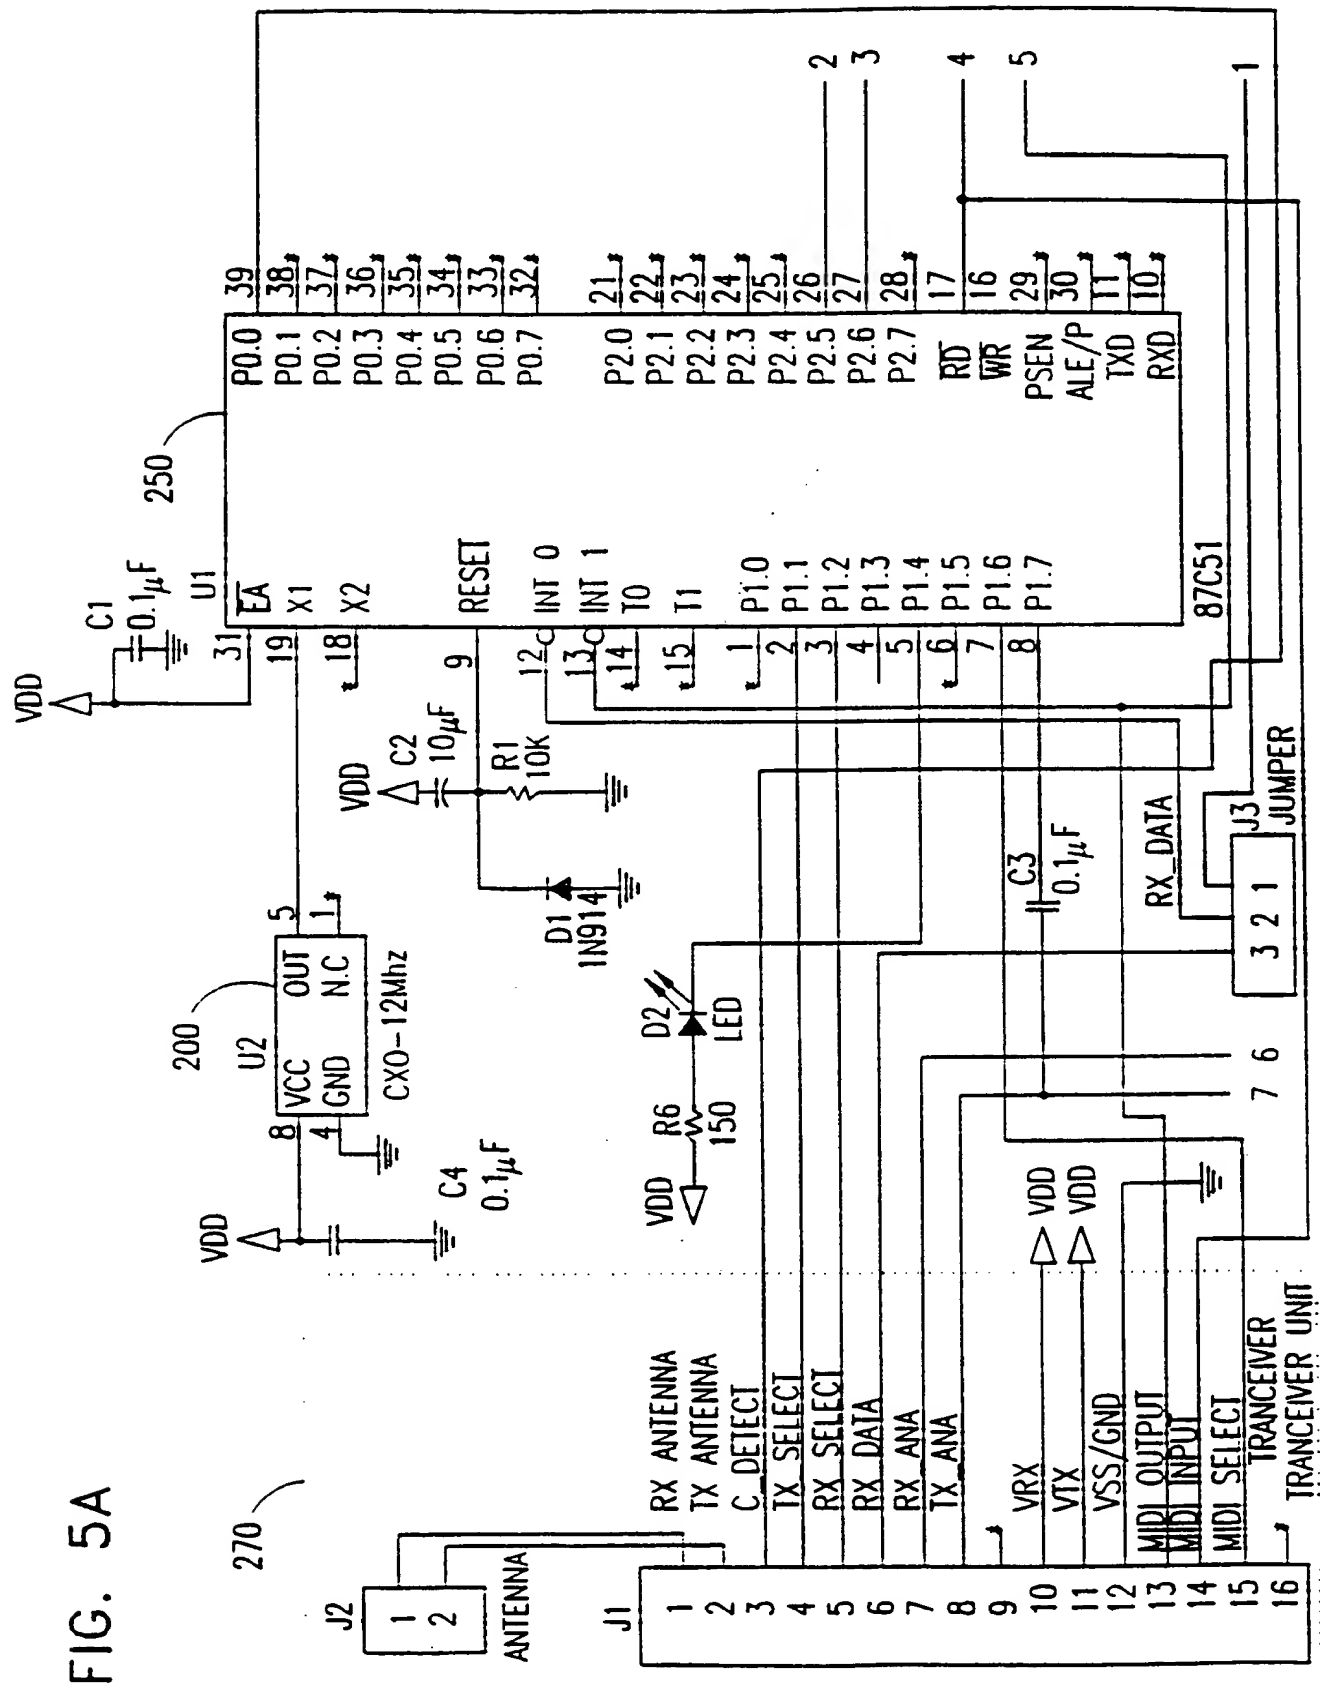 FIG. 5A
270
J2
1
2
ANTENNA
J1
1 RX ANTENNA
2 TX ANTENNA
3 C_DETECT
4 TX SELECT
5 RX SELECT
6 RX DATA
7 RX ANA
8 TX ANA
9
10 VRX
11 VTX
12 VSS/GND
13 MIDI OUTPUT
14 MIDI INPUT
15 MIDI SELECT
16
TRANCEIVER
TRANCEIVER UNIT
VDD
VDD
VDD
C4
0.1µF
200
U2
8 VCC OUT 5
4 GND N.C 1
CXO-12Mhz
VDD
R6
150
D2
LED
7
6
VDD
C1
0.1µF
VDD
C2
10µF
R1
10K
D1
1N914
C3
0.1µF
RX_DATA
3 2 1
J3
JUMPER
250
U1
31 EA
19 X1
18 X2
9 RESET
12 INT 0
13 INT 1
14 T0
15 T1
1 P1.0
2 P1.1
3 P1.2
4 P1.3
5 P1.4
6 P1.5
7 P1.6
8 P1.7
87C51
P0.0 39
P0.1 38
P0.2 37
P0.3 36
P0.4 35
P0.5 34
P0.6 33
P0.7 32
P2.0 21
P2.1 22
P2.2 23
P2.3 24
P2.4 25
P2.5 26
P2.6 27
P2.7 28
RD 17
WR 16
PSEN 29
ALE/P 30
TXD 11
RXD 10
2
3
4
5
1